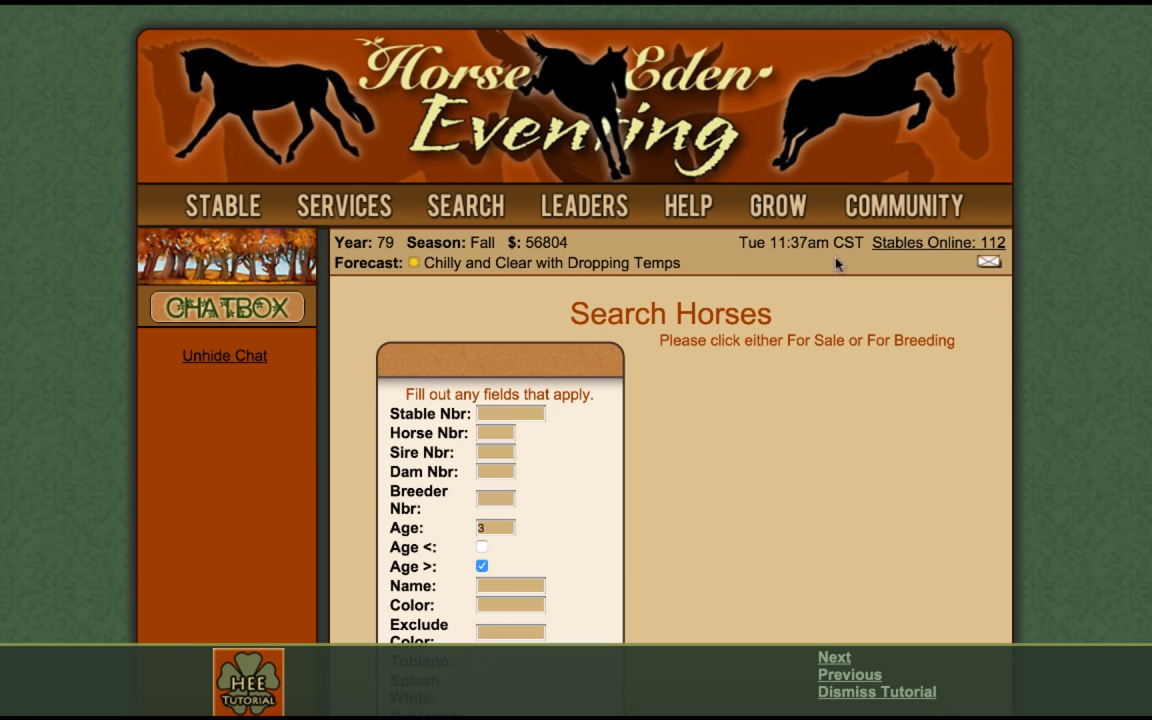 Horse Eden
Eventing
STABLE SERVICES SEARCH LEADERS HELP GROW COMMUNITY
Year: 79 Season: Fall $: 56804 Tue 11:37am CST Stables Online: 112
Forecast: Chilly and Clear with Dropping Temps
CHATBOX
Unhide Chat
Search Horses
Please click either For Sale or For Breeding
Fill out any fields that apply.
Stable Nbr:
Horse Nbr:
Sire Nbr:
Dam Nbr:
Breeder
Nbr:
Age: 3
Age <:
Age >:
Name:
Color:
Exclude
Color:
Tobiano:
Splash
White:
HEE
TUTORIAL
Next
Previous
Dismiss Tutorial